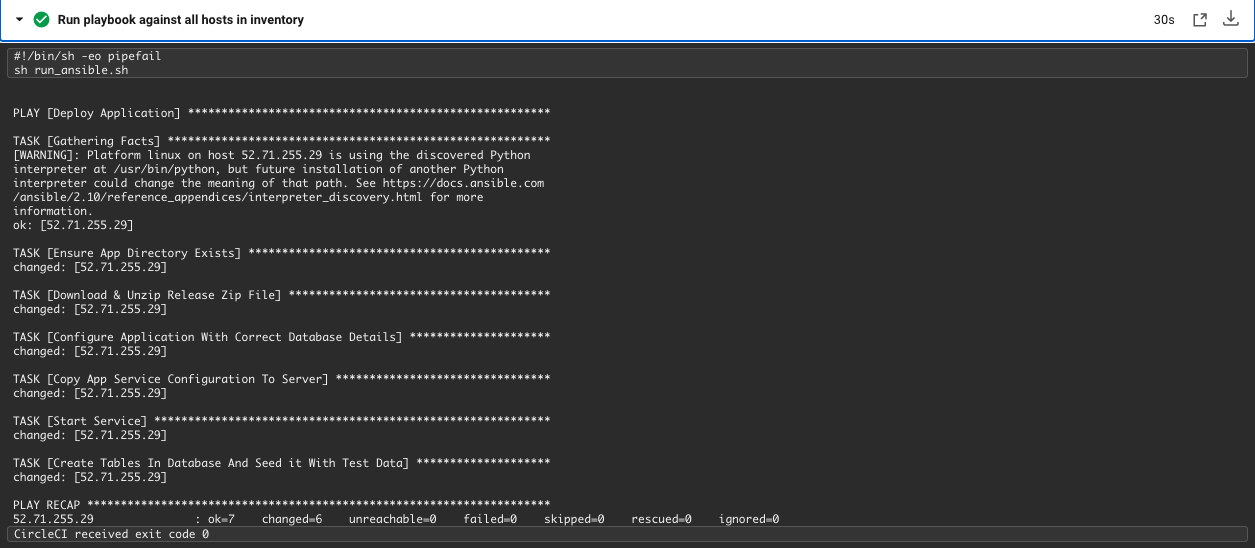 Run playbook against all hosts in inventory 30s
#!/bin/sh -eo pipefail
sh run_ansible.sh
PLAY [Deploy Application] ******************************************************
TASK [Gathering Facts] *********************************************************
[WARNING]: Platform linux on host 52.71.255.29 is using the discovered Python
interpreter at /usr/bin/python, but future installation of another Python
interpreter could change the meaning of that path. See https://docs.ansible.com
/ansible/2.10/reference_appendices/interpreter_discovery.html for more
information.
ok: [52.71.255.29]
TASK [Ensure App Directory Exists] *********************************************
changed: [52.71.255.29]
TASK [Download & Unzip Release Zip File] ***************************************
changed: [52.71.255.29]
TASK [Configure Application With Correct Database Details] *********************
changed: [52.71.255.29]
TASK [Copy App Service Configuration To Server] ********************************
changed: [52.71.255.29]
TASK [Start Service] ***********************************************************
changed: [52.71.255.29]
TASK [Create Tables In Database And Seed it With Test Data] ********************
changed: [52.71.255.29]
PLAY RECAP *********************************************************************
52.71.255.29 : ok=7 changed=6 unreachable=0 failed=0 skipped=0 rescued=0 ignored=0
CircleCI received exit code 0